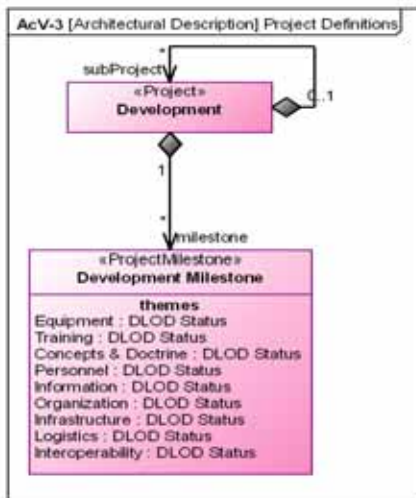 AcV-3 [Architectural Description] Project Definitions
*
subProject
«Project»
Development
0..1
1
*
milestone
«ProjectMilestone»
Development Milestone
themes
Equipment : DLOD Status
Training : DLOD Status
Concepts & Doctrine : DLOD Status
Personnel : DLOD Status
Information : DLOD Status
Organization : DLOD Status
Infrastructure : DLOD Status
Logistics : DLOD Status
Interoperability : DLOD Status